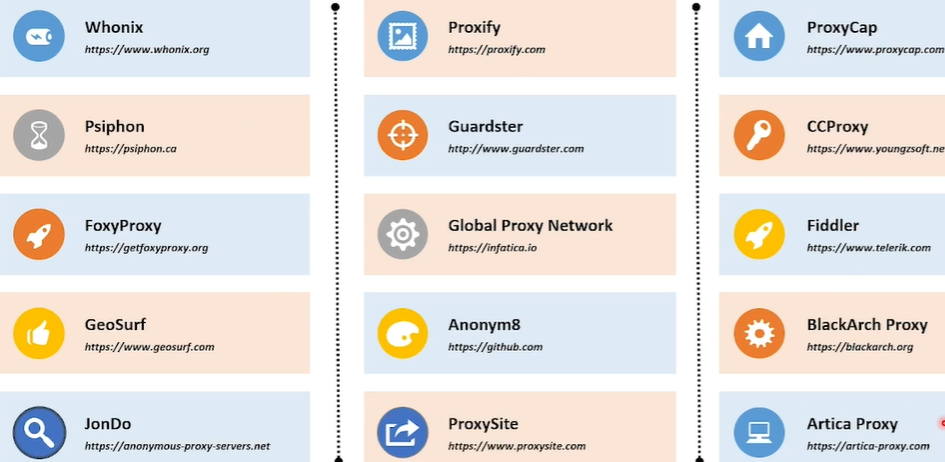 Whonix
https://www.whonix.org
Psiphon
https://psiphon.ca
FoxyProxy
https://getfoxyproxy.org
GeoSurf
https://www.geosurf.com
JonDo
https://anonymous-proxy-servers.net
Proxify
https://proxify.com
Guardster
http://www.guardster.com
Global Proxy Network
https://infatica.io
Anonym8
https://github.com
ProxySite
https://www.proxysite.com
ProxyCap
https://www.proxycap.com
CCProxy
https://www.youngzsoft.ne
Fiddler
https://www.telerik.com
BlackArch Proxy
https://blackarch.org
Artica Proxy
https://artica-proxy.com